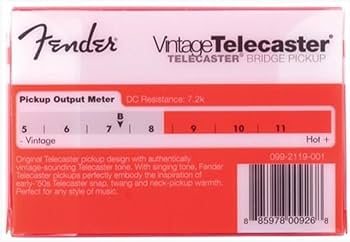 Fender®
Vintage Telecaster®
TELECASTER® BRIDGE PICKUP
Pickup Output Meter
DC Resistance: 7.2k
B
5 6 7 8 9 10 11
- Vintage
Hot +
099-2119-001
Original Telecaster pickup design with authentically
vintage-sounding Telecaster tone. With singing tone, Fender
Telecaster pickups perfectly embody the inspiration of
early-'50s Telecaster snap, twang and neck-pickup warmth.
Perfect for any style of music.
8 85978 00926 8